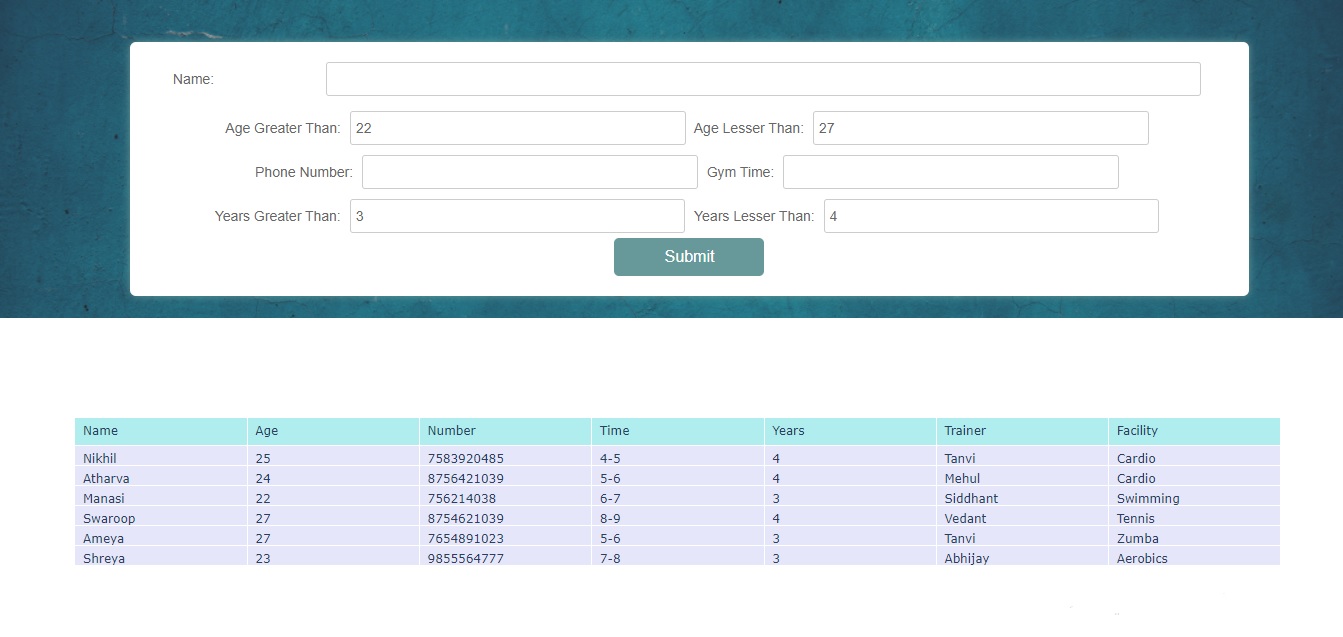 Name:
Age Greater Than: 22 Age Lesser Than: 27
Phone Number: Gym Time:
Years Greater Than: 3 Years Lesser Than: 4
Submit
Name Age Number Time Years Trainer Facility
Nikhil 25 7583920485 4-5 4 Tanvi Cardio
Atharva 24 8756421039 5-6 4 Mehul Cardio
Manasi 22 756214038 6-7 3 Siddhant Swimming
Swaroop 27 8754621039 8-9 4 Vedant Tennis
Ameya 27 7654891023 5-6 3 Tanvi Zumba
Shreya 23 9855564777 7-8 3 Abhijay Aerobics